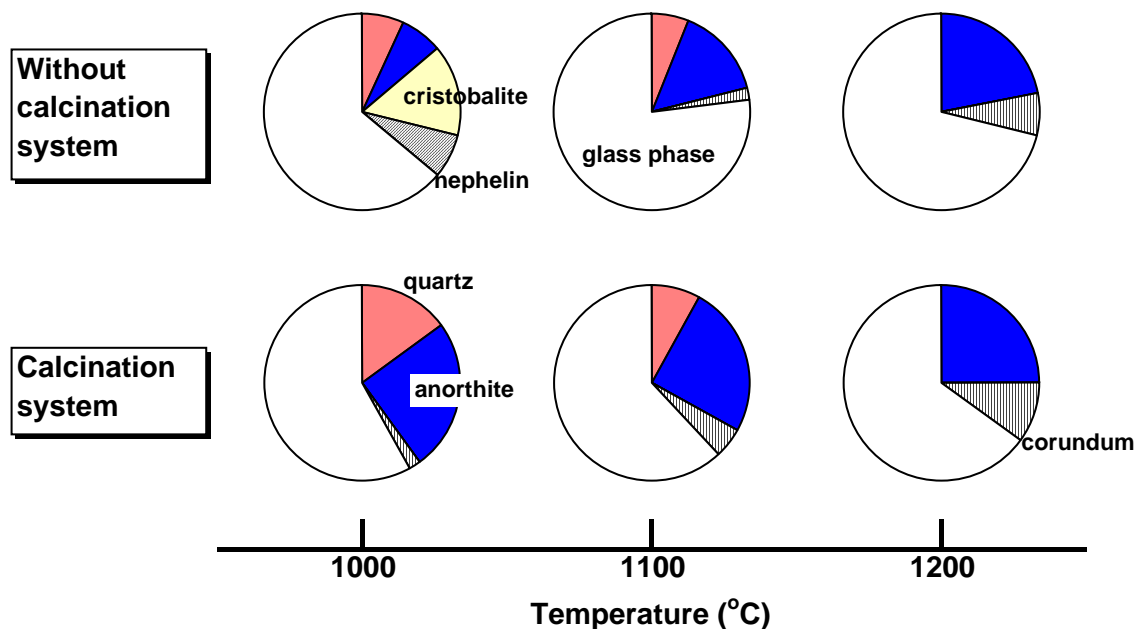 Without
calcination
system
cristobalite
nephelin
glass phase
Calcination
system
quartz
anorthite
corundum
1000
1100
1200
Temperature (°C)